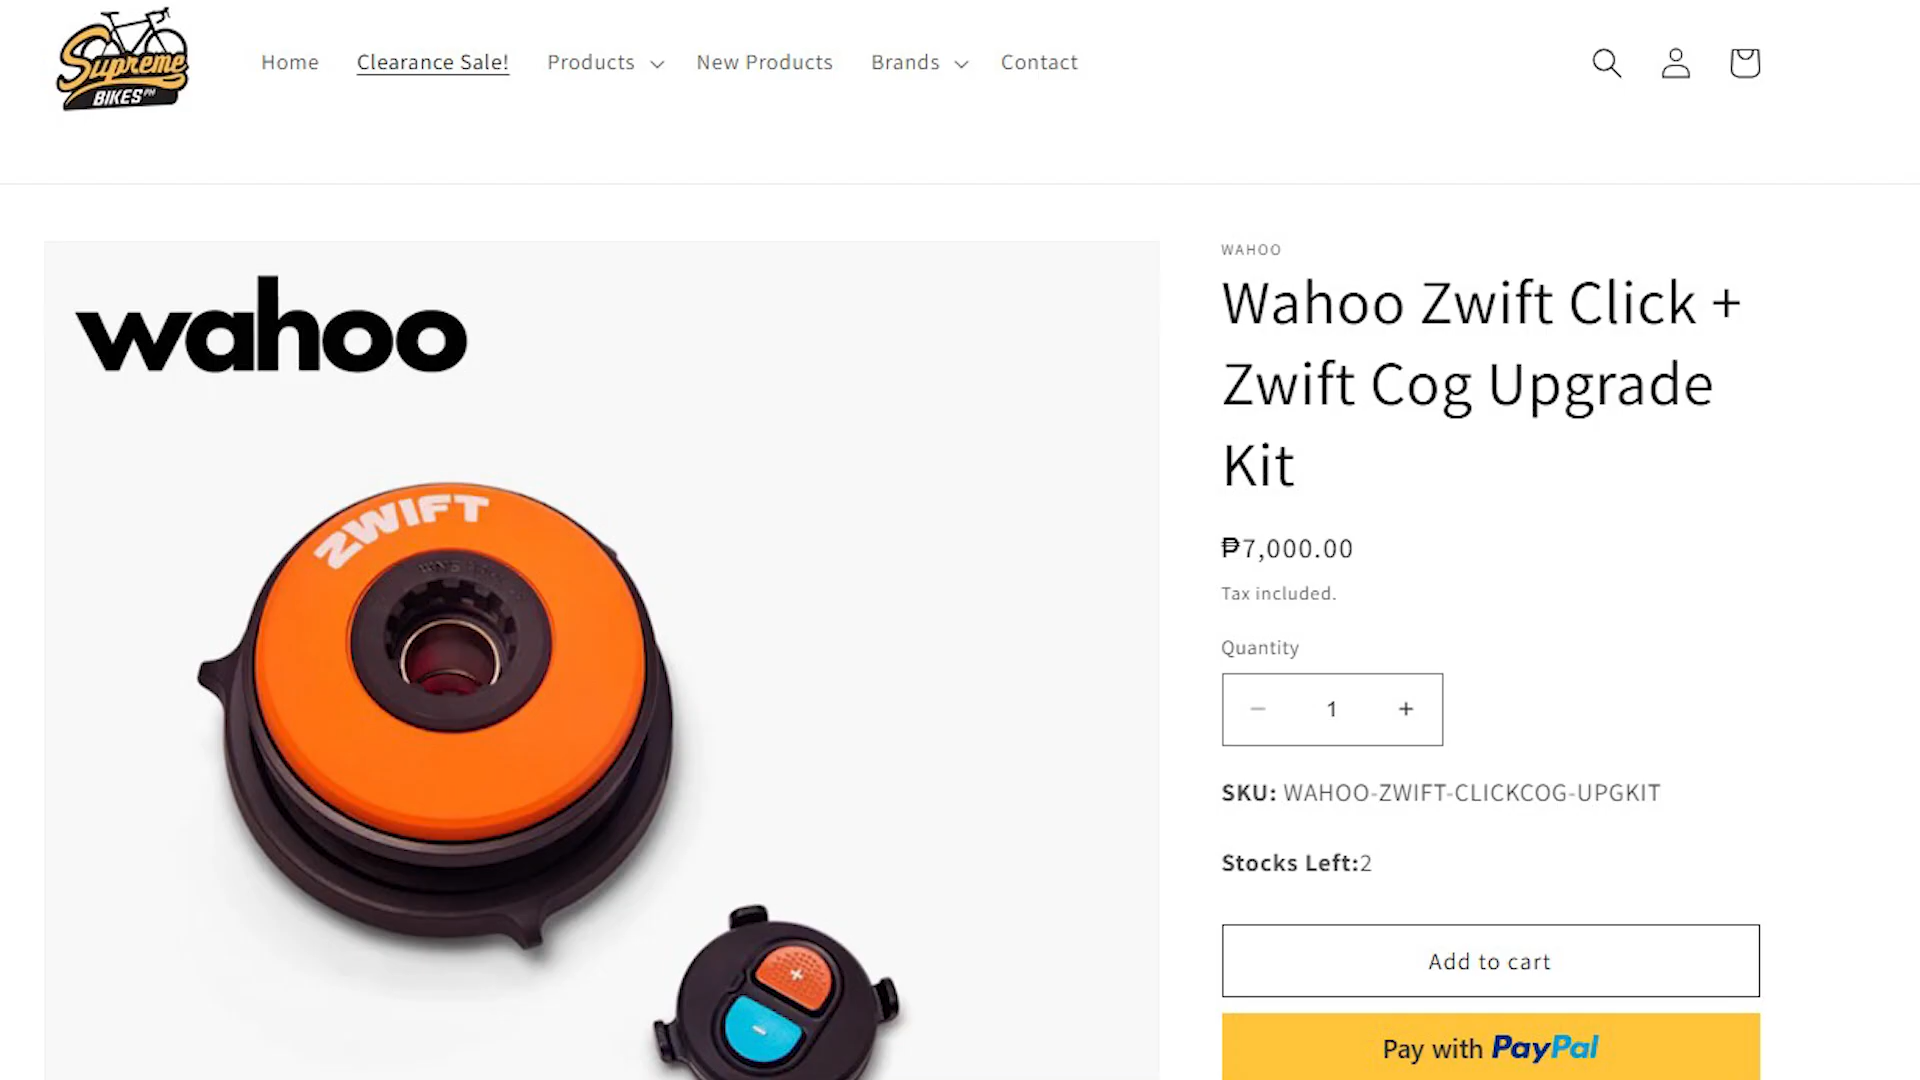 Supreme
BIKES PH
Home
Clearance Sale!
Products
New Products
Brands
Contact
wahoo
ZWIFT
+
-
WAHOO
Wahoo Zwift Click +
Zwift Cog Upgrade
Kit
₱7,000.00
Tax included.
Quantity
− 1 +
SKU: WAHOO-ZWIFT-CLICKCOG-UPGKIT
Stocks Left:2
Add to cart
Pay with PayPal